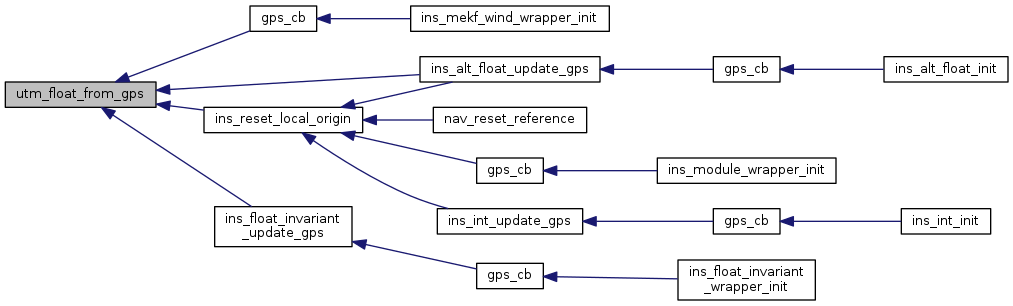 gps_cb
ins_mekf_wind_wrapper_init
utm_float_from_gps
ins_alt_float_update_gps
gps_cb
ins_alt_float_init
ins_reset_local_origin
nav_reset_reference
gps_cb
ins_module_wrapper_init
ins_float_invariant
_update_gps
ins_int_update_gps
gps_cb
ins_int_init
gps_cb
ins_float_invariant
_wrapper_init